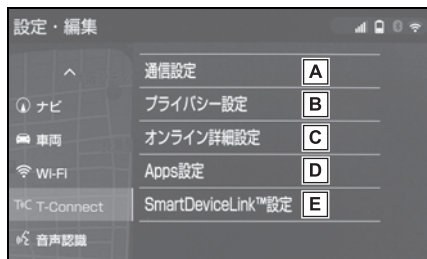 設定・編集
通信設定 A
ナビ
プライバシー設定 B
車両
オンライン詳細設定 C
Wi-Fi
Apps設定 D
T-Connect
SmartDeviceLink™設定 E
音声認識